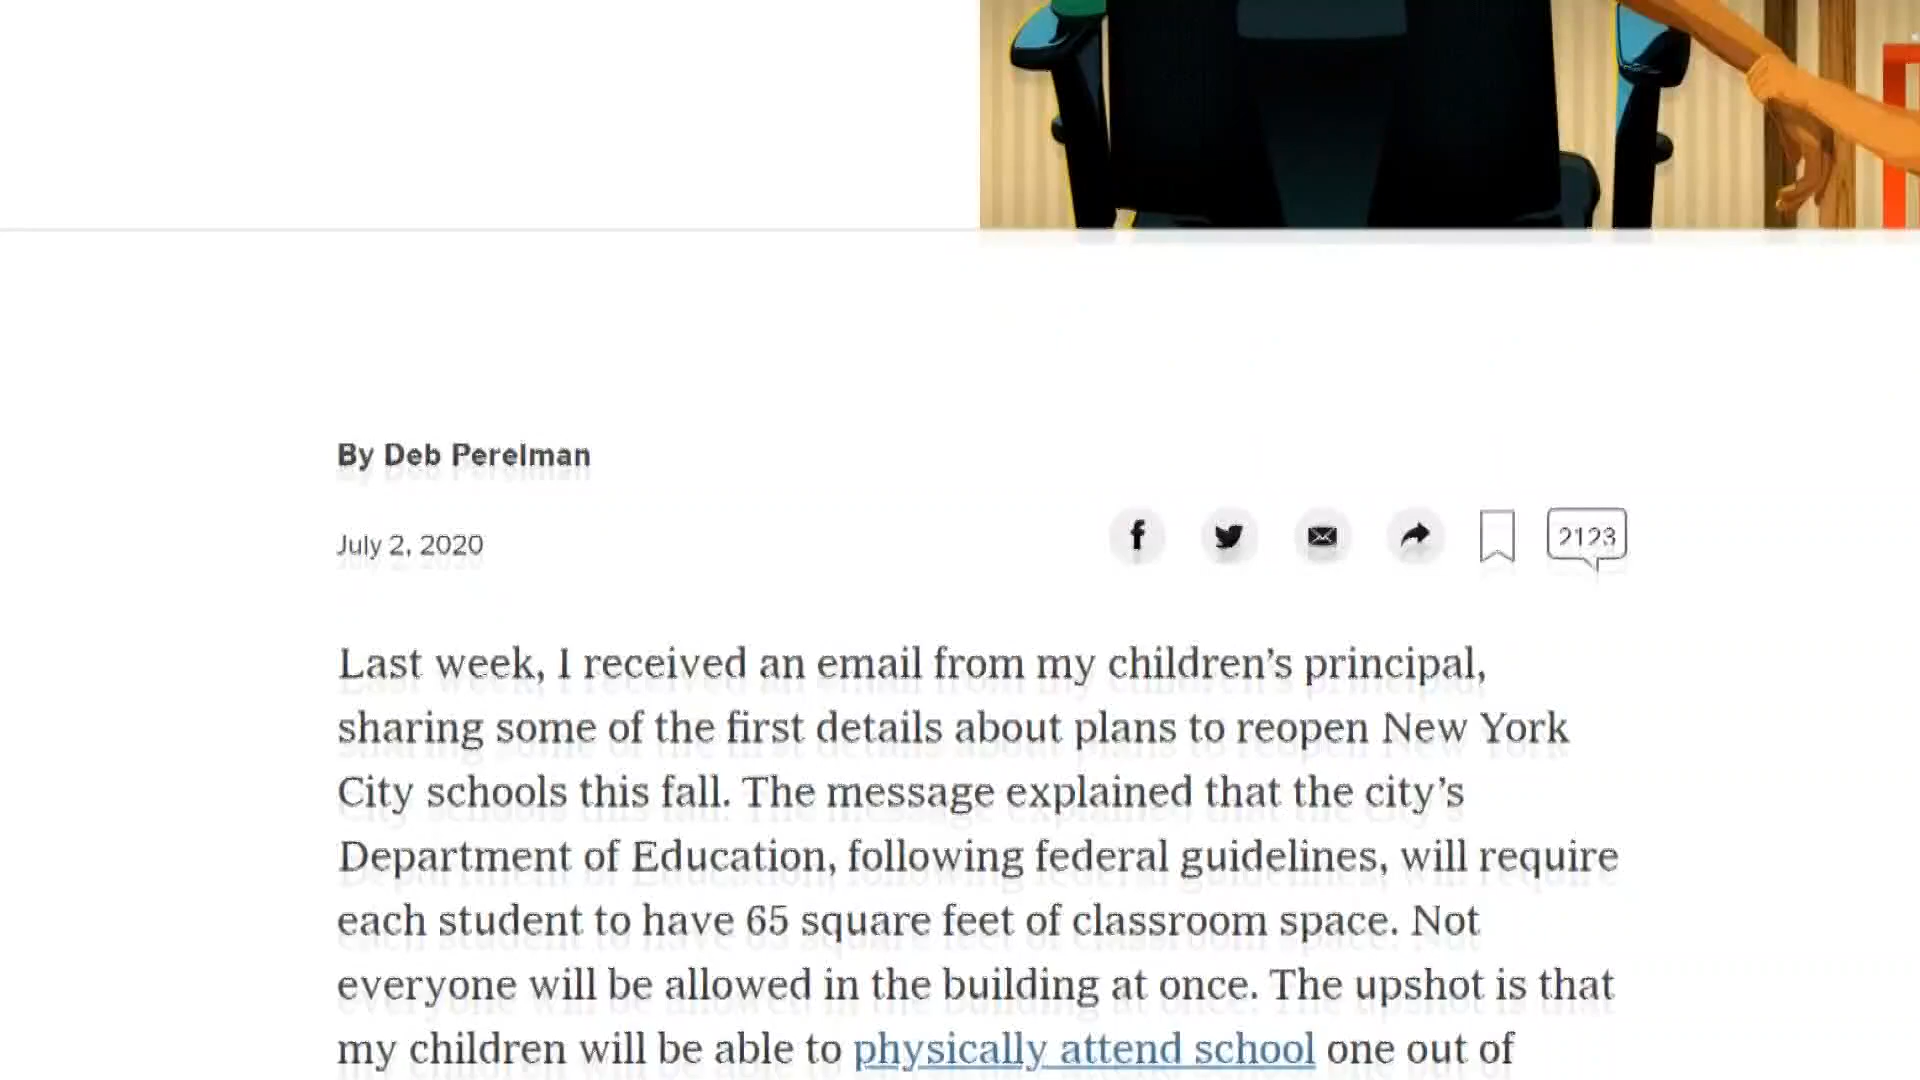 By Deb Perelman
July 2, 2020
2123
Last week, I received an email from my children’s principal,
sharing some of the first details about plans to reopen New York
City schools this fall. The message explained that the city’s
Department of Education, following federal guidelines, will require
each student to have 65 square feet of classroom space. Not
everyone will be allowed in the building at once. The upshot is that
my children will be able to physically attend school one out of